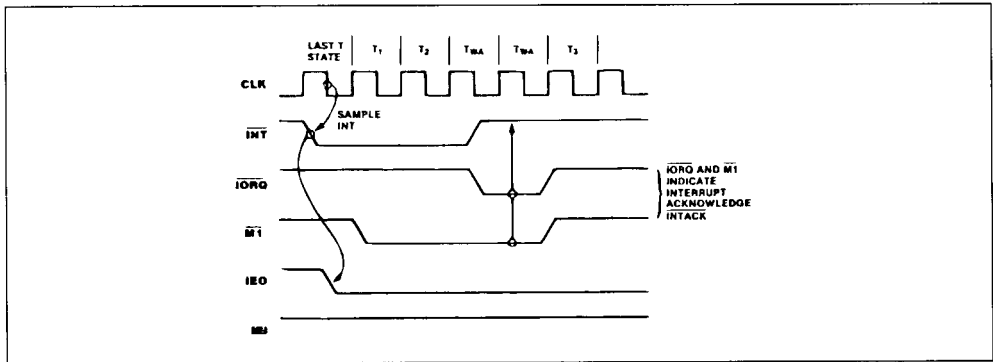 LAST T STATE T₁ T₂ TWA TWA T₃
CLK
SAMPLE INT
INT
IORQ
IORQ AND M1
INDICATE
INTERRUPT
ACKNOWLEDGE
INTACK
M1
IEO